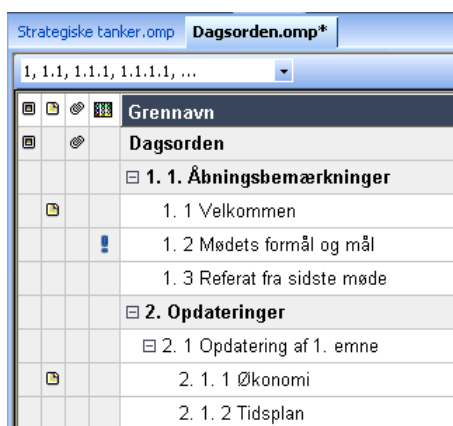 Strategiske tanker.omp Dagsorden.omp*
1, 1.1, 1.1.1, 1.1.1.1, ...
Grennavn
Dagsorden
1. 1. Åbningsbemærkninger
1. 1 Velkommen
1. 2 Mødets formål og mål
1. 3 Referat fra sidste møde
2. Opdateringer
2. 1 Opdatering af 1. emne
2. 1. 1 Økonomi
2. 1. 2 Tidsplan